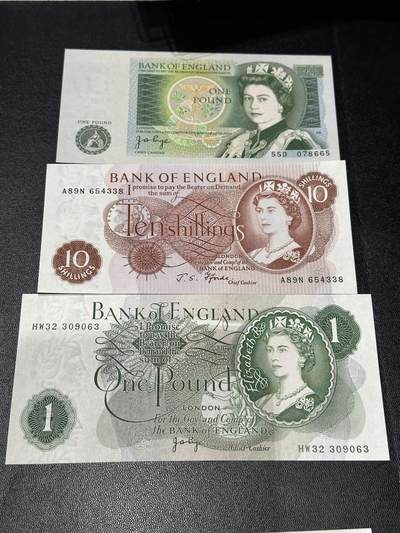 BANK OF ENGLAND
ONE
POUND
ONE POUND
CHIEF CASHIER
55D 078665
BANK OF ENGLAND
A89N 654338
I promise to pay the Bearer on Demand
the sum of
10
SHILLINGS
Ten shillings
LONDON
For the Govr and Compa of the
BANK OF ENGLAND
10
SHILLINGS
Chief Cashier
A89N 654338
BANK OF ENGLAND
HW32 309063
I Promise
to pay the
Bearer on
Demand the
sum of
1
Elizabeth
One Pound
LONDON
For the Govr and Compa of
THE BANK OF ENGLAND
1
Chief Cashier
HW32 309063